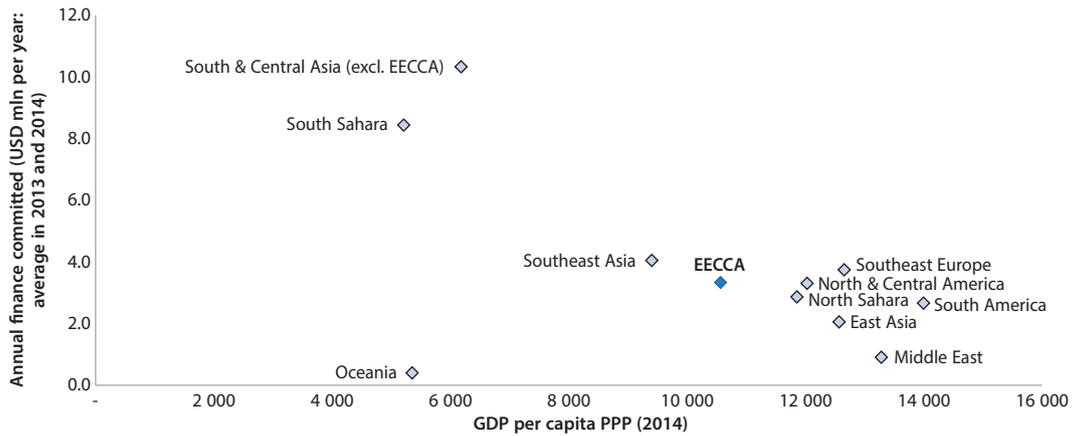 Annual finance committed (USD mln per year:
average in 2013 and 2014)
12.0
10.0
8.0
6.0
4.0
2.0
0.0
South & Central Asia (excl. EECCA)
South Sahara
Southeast Asia
EECCA
Southeast Europe
North & Central America
North Sahara
South America
East Asia
Middle East
Oceania
-
2 000
4 000
6 000
8 000
10 000
12 000
14 000
16 000
GDP per capita PPP (2014)